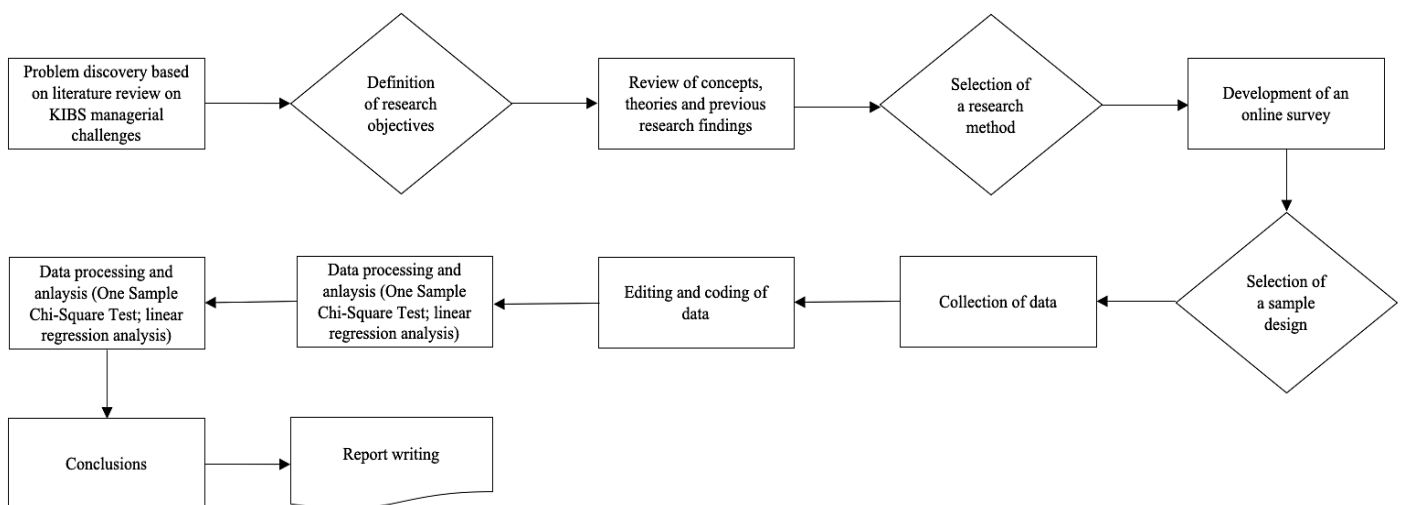 Problem discovery based
on literature review on
KIBS managerial
challenges
Definition
of research
objectives
Review of concepts,
theories and previous
research findings
Selection of
a research
method
Development of an
online survey
Selection of
a sample
design
Collection of data
Editing and coding of
data
Data processing and
anlaysis (One Sample
Chi-Square Test; linear
regression analysis)
Data processing and
anlaysis (One Sample
Chi-Square Test; linear
regression analysis)
Conclusions
Report writing